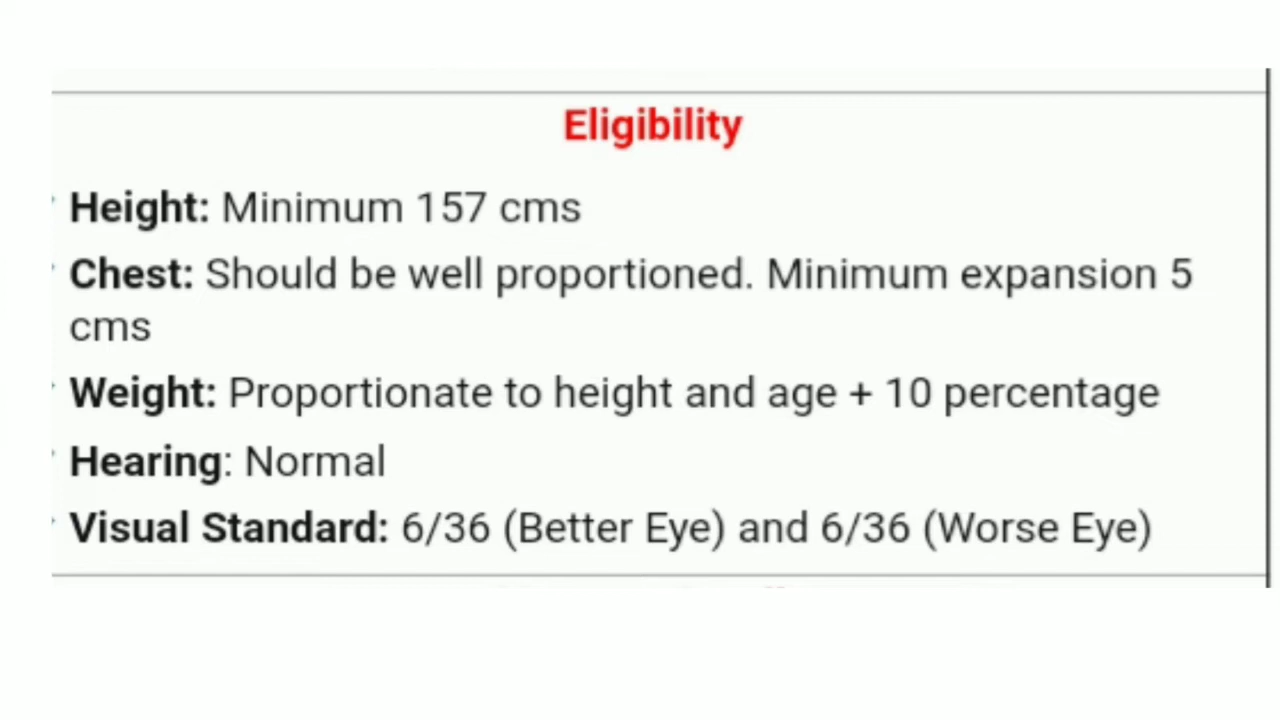 Eligibility
Height: Minimum 157 cms
Chest: Should be well proportioned. Minimum expansion 5
cms
Weight: Proportionate to height and age + 10 percentage
Hearing: Normal
Visual Standard: 6/36 (Better Eye) and 6/36 (Worse Eye)